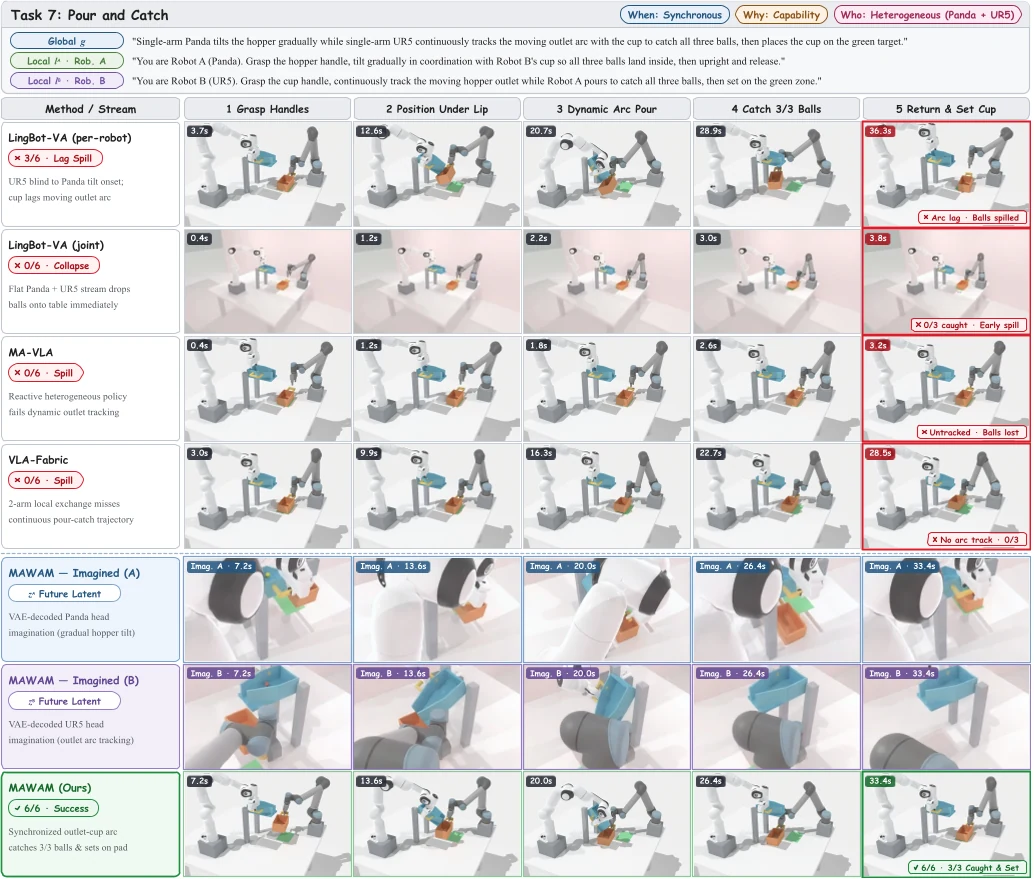 Task 7: Pour and Catch
When: Synchronous
Why: Capability
Who: Heterogeneous (Panda + UR5)
Global g
"Single-arm Panda tilts the hopper gradually while single-arm UR5 continuously tracks the moving outlet arc with the cup to catch all three balls, then places the cup on the green target."
Local lᵃ · Rob. A
"You are Robot A (Panda). Grasp the hopper handle, tilt gradually in coordination with Robot B's cup so all three balls land inside, then upright and release."
Local lᵇ · Rob. B
"You are Robot B (UR5). Grasp the cup handle, continuously track the moving hopper outlet while Robot A pours to catch all three balls, then set on the green zone."
Method / Stream
1 Grasp Handles
2 Position Under Lip
3 Dynamic Arc Pour
4 Catch 3/3 Balls
5 Return & Set Cup
LingBot-VA (per-robot)
× 3/6 · Lag Spill
UR5 blind to Panda tilt onset;
cup lags moving outlet arc
3.7s
12.6s
20.7s
28.9s
36.3s
× Arc lag · Balls spilled
LingBot-VA (joint)
× 0/6 · Collapse
Flat Panda + UR5 stream drops
balls onto table immediately
0.4s
1.2s
2.2s
3.0s
3.8s
× 0/3 caught · Early spill
MA-VLA
× 0/6 · Spill
Reactive heterogeneous policy
fails dynamic outlet tracking
0.4s
1.2s
1.8s
2.6s
3.2s
× Untracked · Balls lost
VLA-Fabric
× 0/6 · Spill
2-arm local exchange misses
continuous pour-catch trajectory
3.0s
9.9s
16.3s
22.7s
28.5s
× No arc track · 0/3
MAWAM — Imagined (A)
Future Latent
VAE-decoded Panda head
imagination (gradual hopper tilt)
Imag. A · 7.2s
Imag. A · 13.6s
Imag. A · 20.0s
Imag. A · 26.4s
Imag. A · 33.4s
MAWAM — Imagined (B)
Future Latent
VAE-decoded UR5 head
imagination (outlet arc tracking)
Imag. B · 7.2s
Imag. B · 13.6s
Imag. B · 20.0s
Imag. B · 26.4s
Imag. B · 33.4s
MAWAM (Ours)
✓ 6/6 · Success
Synchronized outlet-cup arc
catches 3/3 balls & sets on pad
7.2s
13.6s
20.0s
26.4s
33.4s
✓ 6/6 · 3/3 Caught & Set